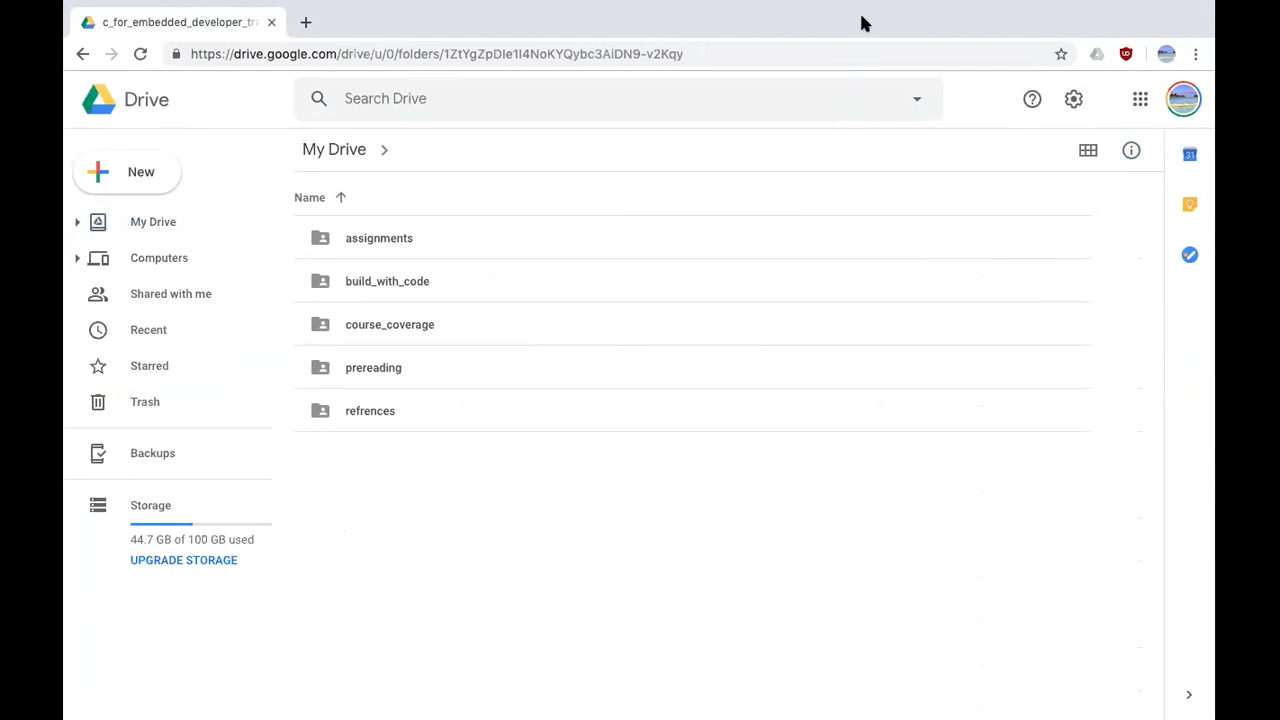 c_for_embedded_developer_tra
https://drive.google.com/drive/u/0/folders/1ZtYgZpDIe1I4NoKYQybc3AiDN9-v2Kqy
Drive
Search Drive
New
My Drive
Name
My Drive
Computers
Shared with me
Recent
Starred
Trash
Backups
Storage
44.7 GB of 100 GB used
UPGRADE STORAGE
assignments
build_with_code
course_coverage
prereading
refrences
31